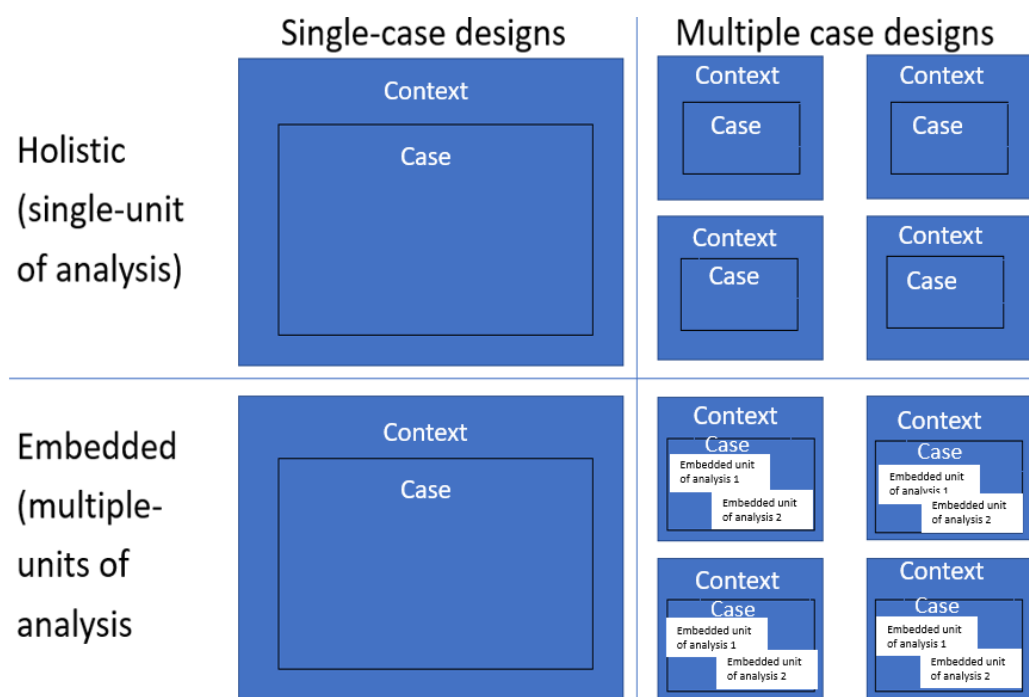 Single-case designs
Multiple case designs
Holistic
(single-unit
of analysis)
Context
Case
Context
Case
Context
Case
Context
Case
Context
Case
Embedded
(multiple-
units of
analysis
Context
Case
Context
Case
Embedded unit
of analysis 1
Embedded unit
of analysis 2
Context
Case
Embedded unit
of analysis 1
Embedded unit
of analysis 2
Context
Case
Embedded unit
of analysis 1
Embedded unit
of analysis 2
Context
Case
Embedded unit
of analysis 1
Embedded unit
of analysis 2